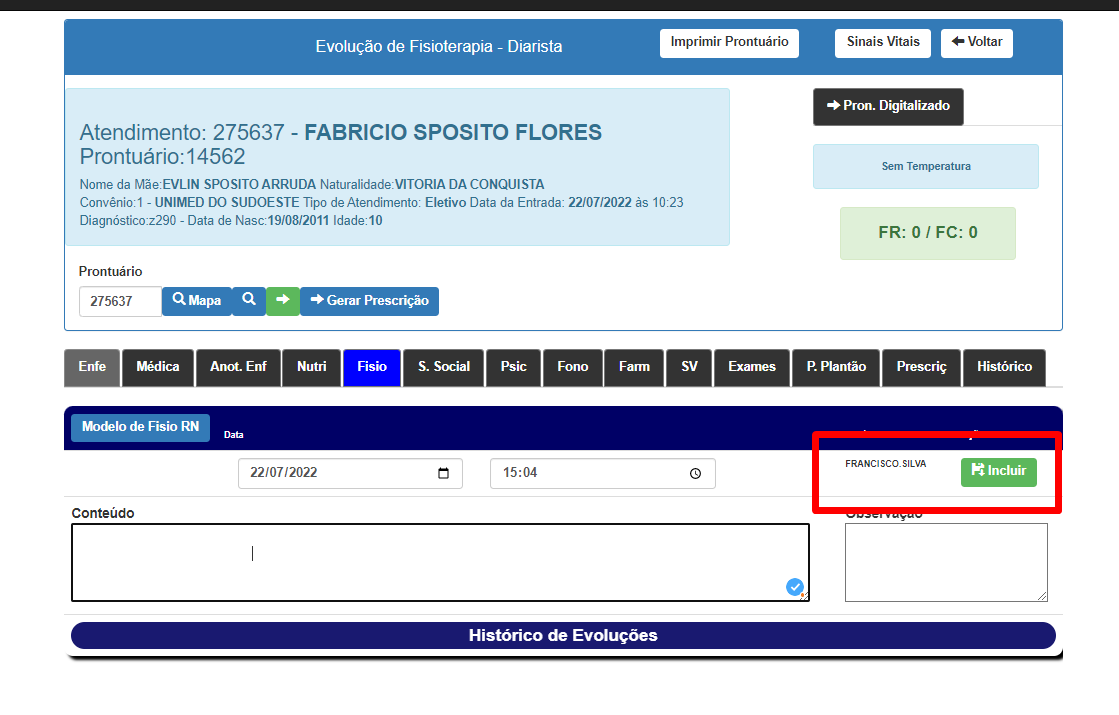 Evolução de Fisioterapia - Diarista
Imprimir Prontuário
Sinais Vitais
Voltar
Atendimento: 275637 - FABRICIO SPOSITO FLORES
Prontuário:14562
Nome da Mãe:EVLIN SPOSITO ARRUDA Naturalidade:VITORIA DA CONQUISTA
Convênio:1 - UNIMED DO SUDOESTE Tipo de Atendimento: Eletivo Data da Entrada: 22/07/2022 às 10:23
Diagnóstico:z290 - Data de Nasc:19/08/2011 Idade:10
Pron. Digitalizado
Sem Temperatura
FR: 0 / FC: 0
Prontuário
275637 Mapa Gerar Prescrição
Enfe Médica Anot. Enf Nutri Fisio S. Social Psic Fono Farm SV Exames P. Plantão Prescriç Histórico
Modelo de Fisio RN Data
22/07/2022 15:04 FRANCISCO.SILVA Incluir
Conteúdo Observação
Histórico de Evoluções